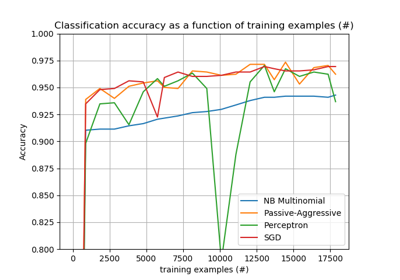 Classification accuracy as a function of training examples (#)
1.000
0.975
0.950
0.925
0.900
0.875
0.850
0.825
0.800
Accuracy
NB Multinomial
Passive-Aggressive
Perceptron
SGD
0 2500 5000 7500 10000 12500 15000 17500
training examples (#)